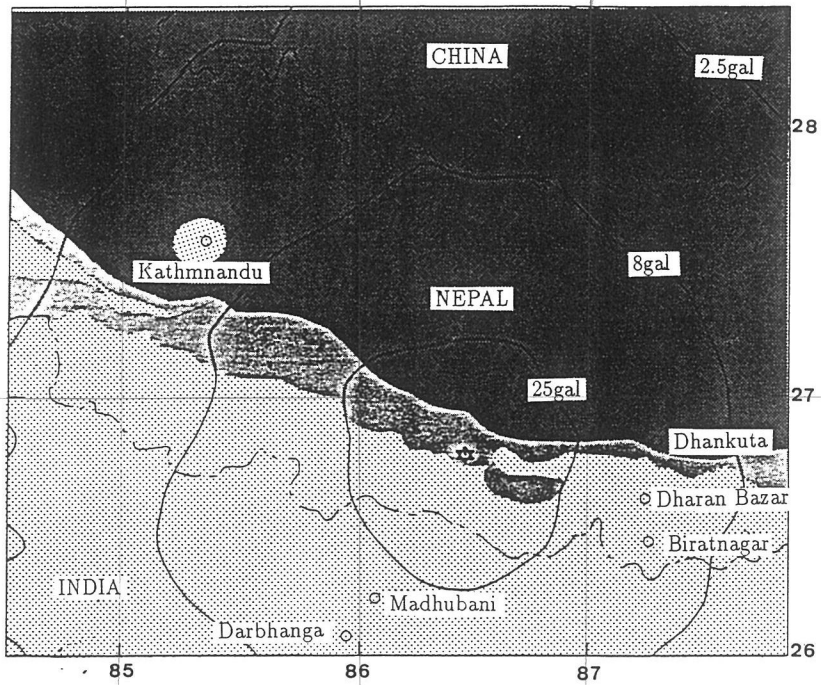 CHINA
2.5gal
28
Kathmnandu
8gal
NEPAL
25gal
27
Dhankuta
Dharan Bazar
Biratnagar
INDIA
Madhubani
Darbhanga
26
85
86
87